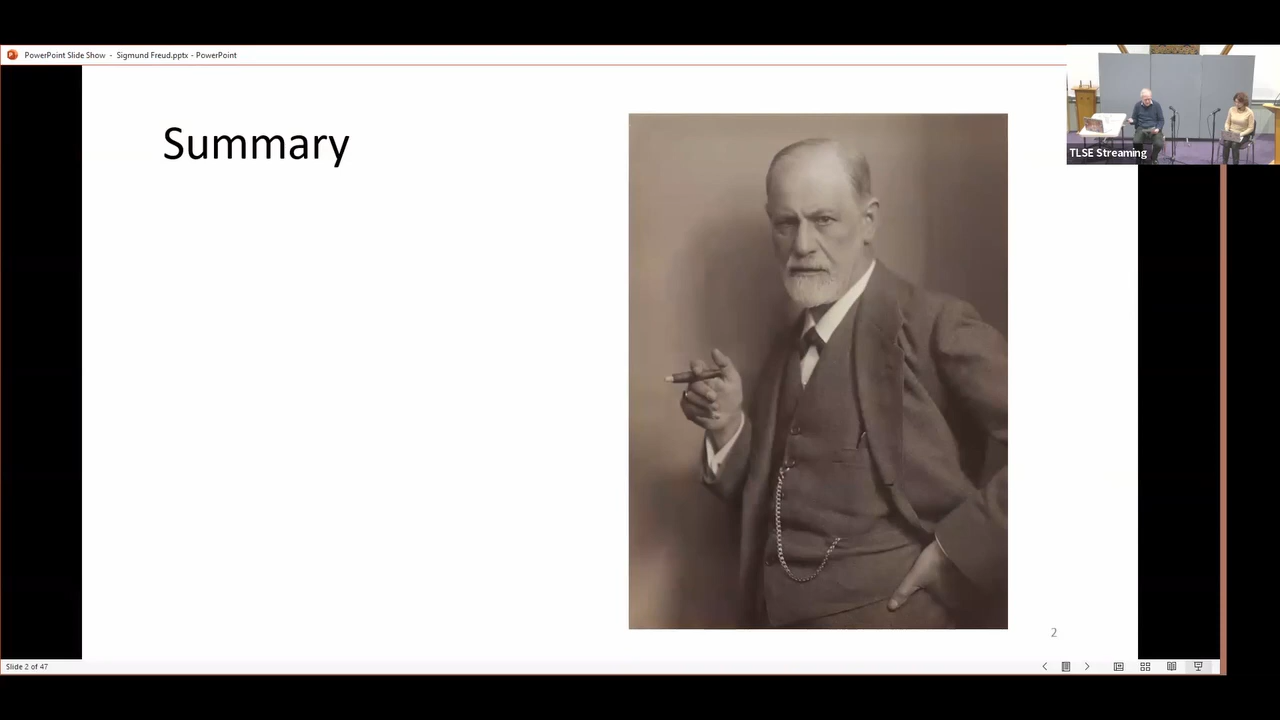 PowerPoint Slide Show - Sigmund Freud.pptx - PowerPoint
TLSE Streaming
Summary
2
Slide 2 of 47